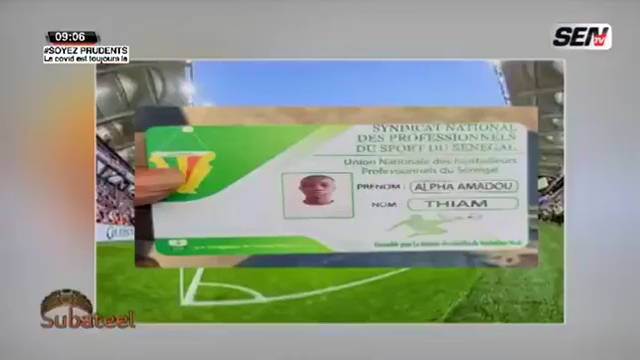 09:06
#SOYEZ PRUDENTS
Le covid est toujours la
SEN TV
SYNDICAT NATIONAL
DES PROFESSIONNELS
DU SPORT DU SENEGAL
Union Nationale des Footballeurs
Professionnels du Sénégal
PRENOM : ALPHA AMADOU
NOM : THIAM
Subateel